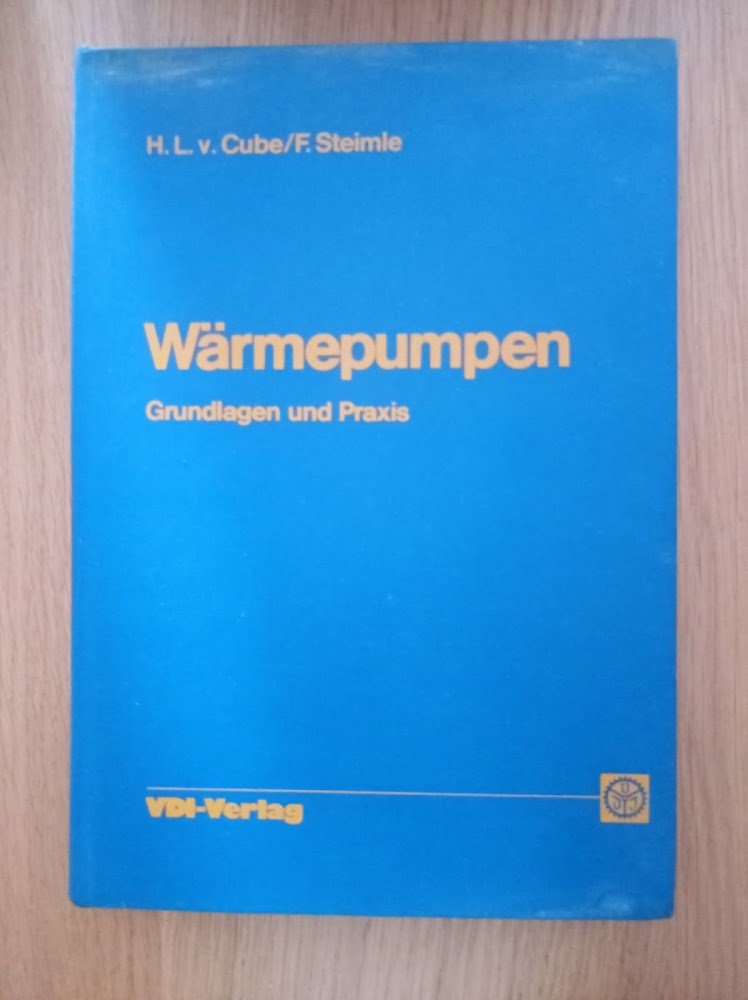 H. L. v. Cube/F. Steimle
Wärmepumpen
Grundlagen und Praxis
VDI-Verlag